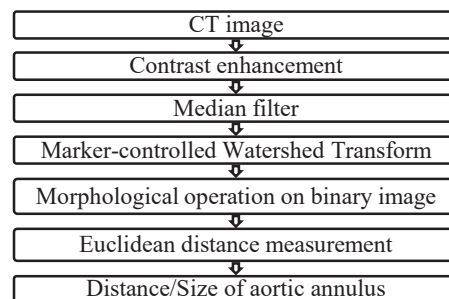 CT image
Contrast enhancement
Median filter
Marker-controlled Watershed Transform
Morphological operation on binary image
Euclidean distance measurement
Distance/Size of aortic annulus